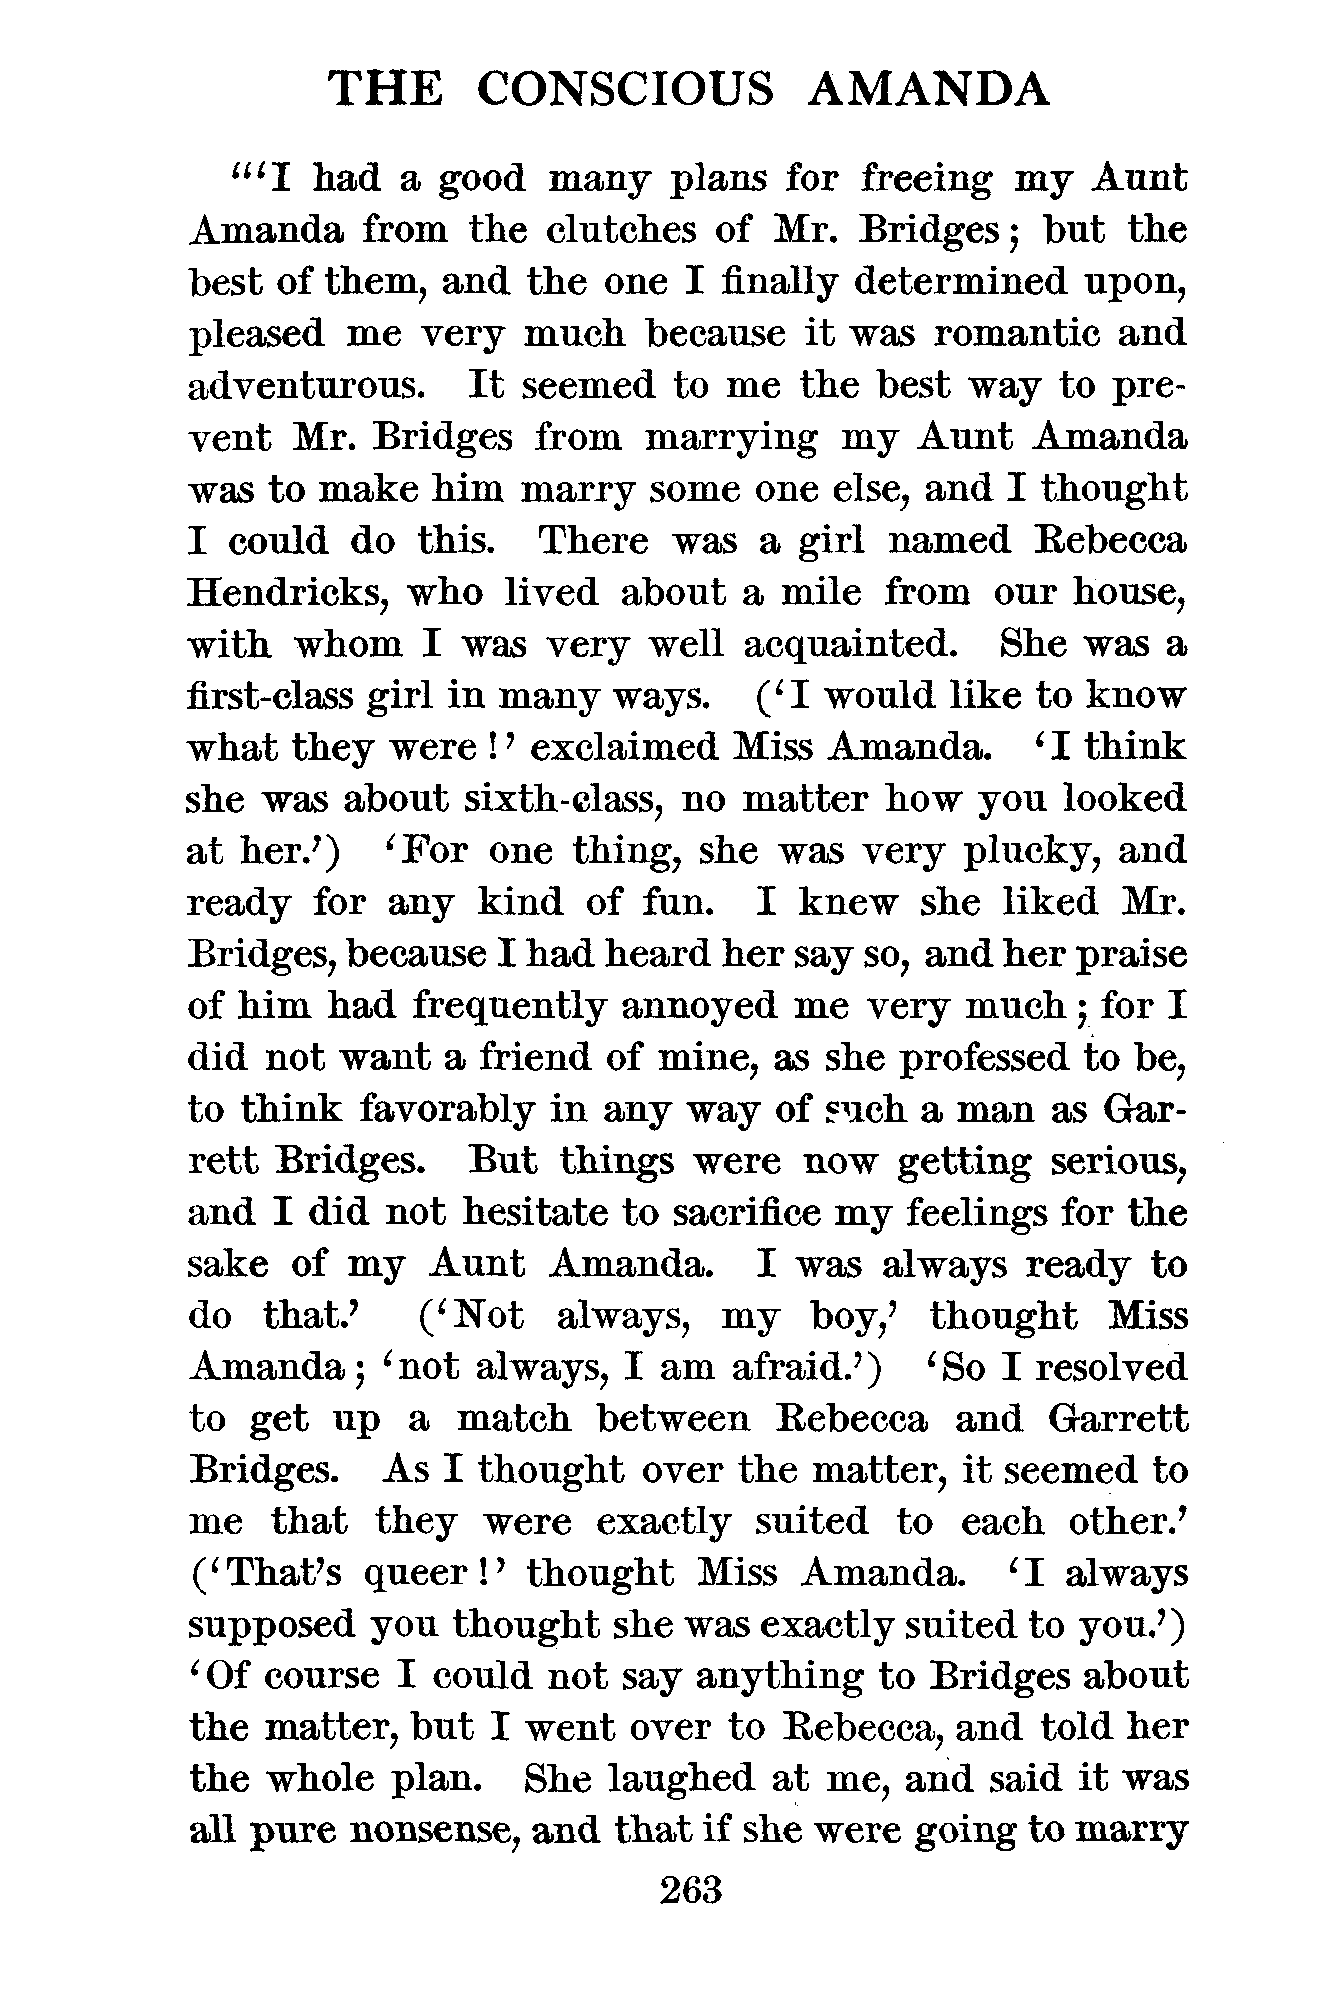 THE CONSCIOUS AMANDA
"'I had a good many plans for freeing my Aunt
Amanda from the clutches of Mr. Bridges; but the
best of them, and the one I finally determined upon,
pleased me very much because it was romantic and
adventurous. It seemed to me the best way to pre-
vent Mr. Bridges from marrying my Aunt Amanda
was to make him marry some one else, and I thought
I could do this. There was a girl named Rebecca
Hendricks, who lived about a mile from our house,
with whom I was very well acquainted. She was a
first-class girl in many ways. ('I would like to know
what they were!' exclaimed Miss Amanda. 'I think
she was about sixth-class, no matter how you looked
at her.') 'For one thing, she was very plucky, and
ready for any kind of fun. I knew she liked Mr.
Bridges, because I had heard her say so, and her praise
of him had frequently annoyed me very much; for I
did not want a friend of mine, as she professed to be,
to think favorably in any way of such a man as Gar-
rett Bridges. But things were now getting serious,
and I did not hesitate to sacrifice my feelings for the
sake of my Aunt Amanda. I was always ready to
do that.' ('Not always, my boy,' thought Miss
Amanda; 'not always, I am afraid.') 'So I resolved
to get up a match between Rebecca and Garrett
Bridges. As I thought over the matter, it seemed to
me that they were exactly suited to each other.'
('That's queer!' thought Miss Amanda. 'I always
supposed you thought she was exactly suited to you.')
'Of course I could not say anything to Bridges about
the matter, but I went over to Rebecca, and told her
the whole plan. She laughed at me, and said it was
all pure nonsense, and that if she were going to marry
263